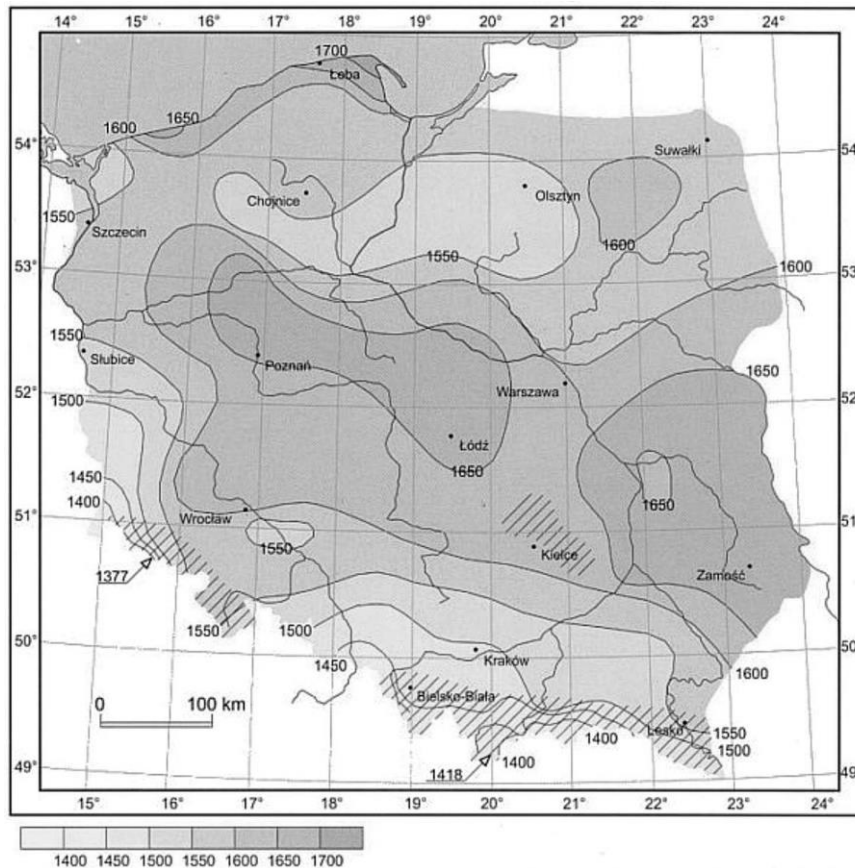 14° 15° 16° 17° 18° 19° 20° 21° 22° 23° 24°
1700
Łeba
1650
1600
54° 54
Suwałki
Chojnice
Olsztyn
1550
Szczecin
1600
53° 1550 53
1600
1550
Słubice
Poznań
1650
Warszawa
52° 52
1500
Łódź
1650
1450
1400
1650
51° Wrocław 51
1550
Kielce
1377
Zamość
1550
1500
50° 50
1450
Kraków
1600
0 100 km
Bielsko-Biała
Lesko
1550
1400
1500
49° 1418 1400 49
15° 16° 17° 18° 19° 20° 21° 22° 23° 24°
1400 1450 1500 1550 1600 1650 1700